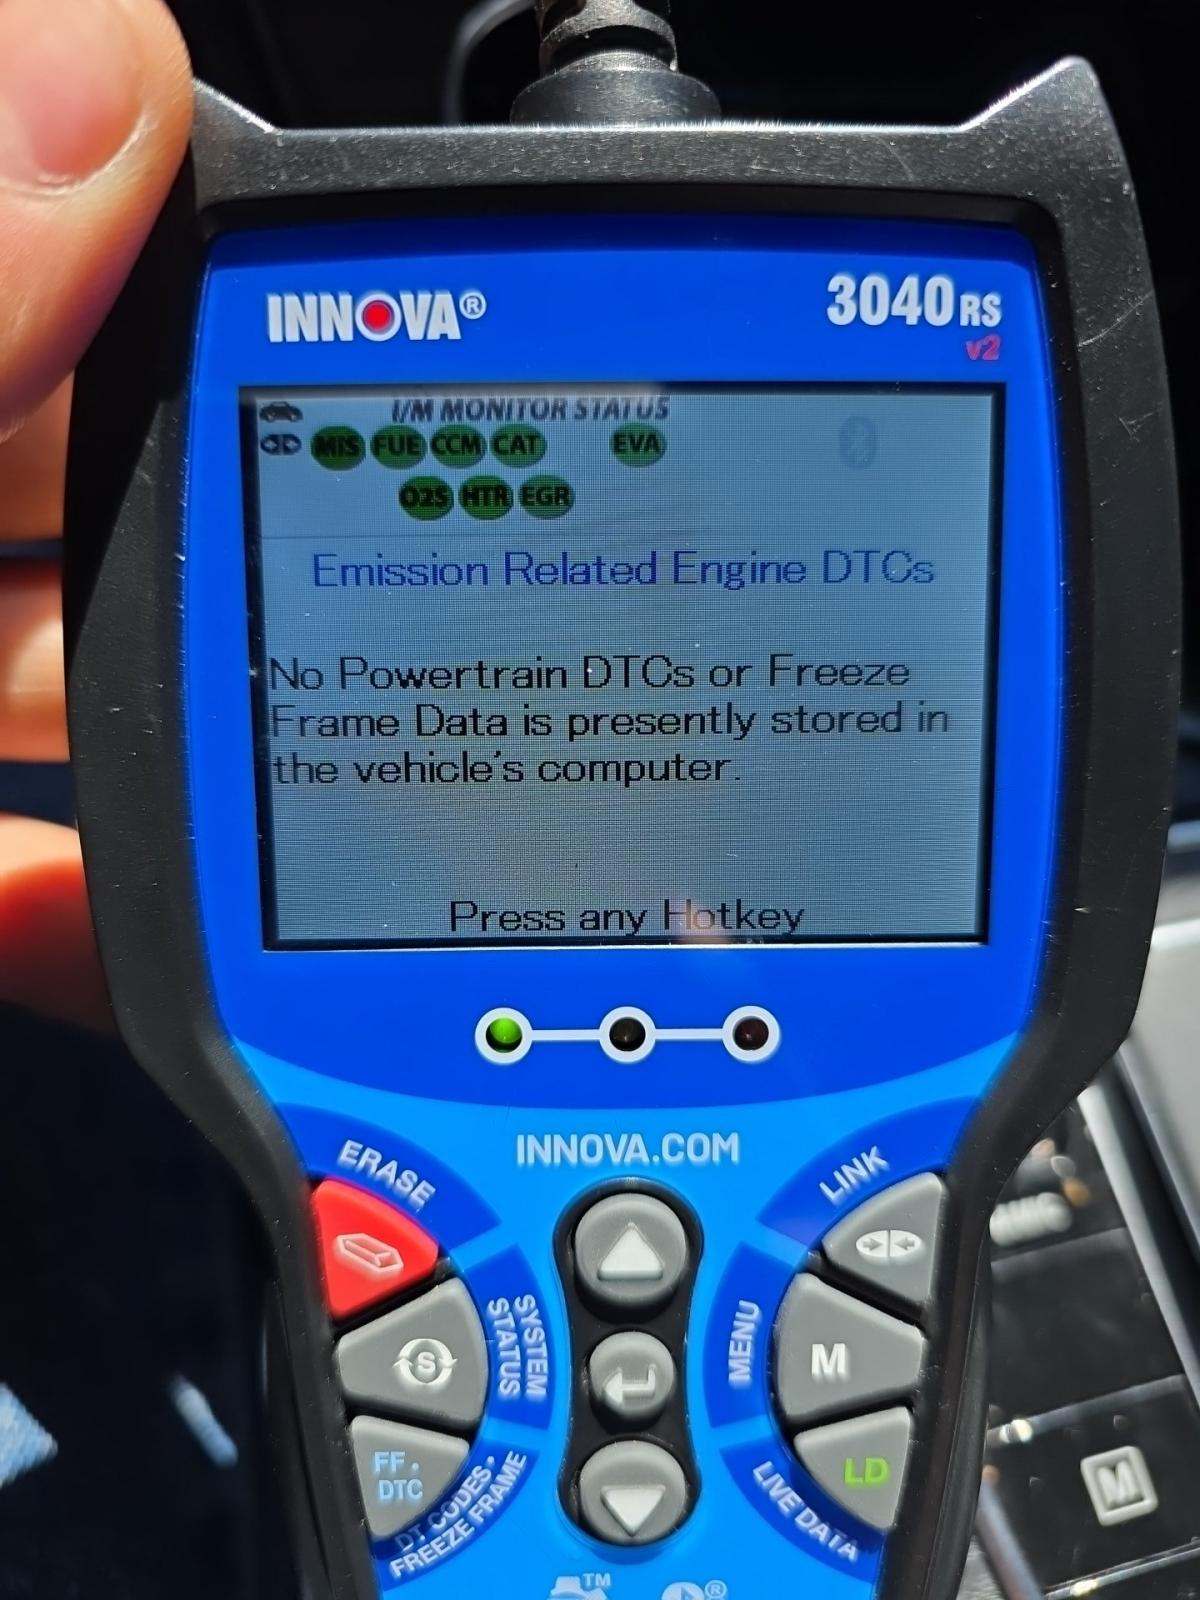 INNOVA®
3040RS
v2
I/M MONITOR STATUS
MIS FUE CCM CAT EVA
O2S HTR EGR
Emission Related Engine DTCs
No Powertrain DTCs or Freeze
Frame Data is presently stored in
the vehicle's computer.
Press any Hotkey
INNOVA.COM
ERASE
LINK
S
SYSTEM
STATUS
MENU
M
FF.
DTC
DT CODES•
FREEZE FRAME
LD
LIVE DATA
M
TM
®